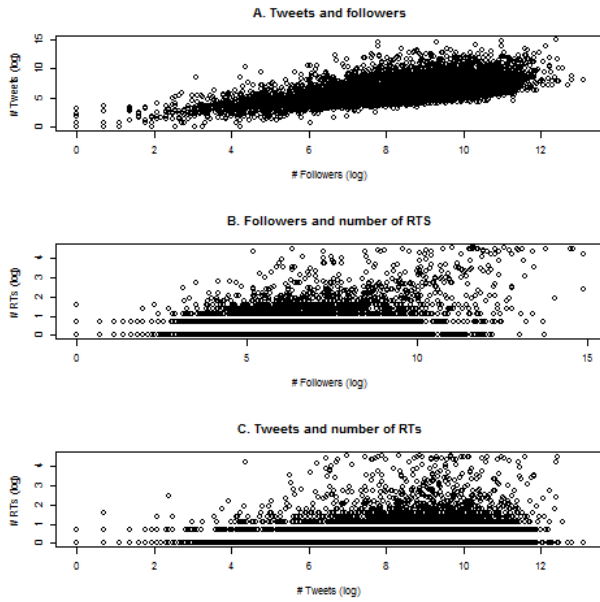 A. Tweets and followers
# Tweets (log)
15
10
5
0
0 2 4 6 8 10 12
# Followers (log)
B. Followers and number of RTS
# RTs (log)
4
3
2
1
0
0 5 10 15
# Followers (log)
C. Tweets and number of RTs
# RTs (log)
4
3
2
1
0
0 2 4 6 8 10 12
# Tweets (log)